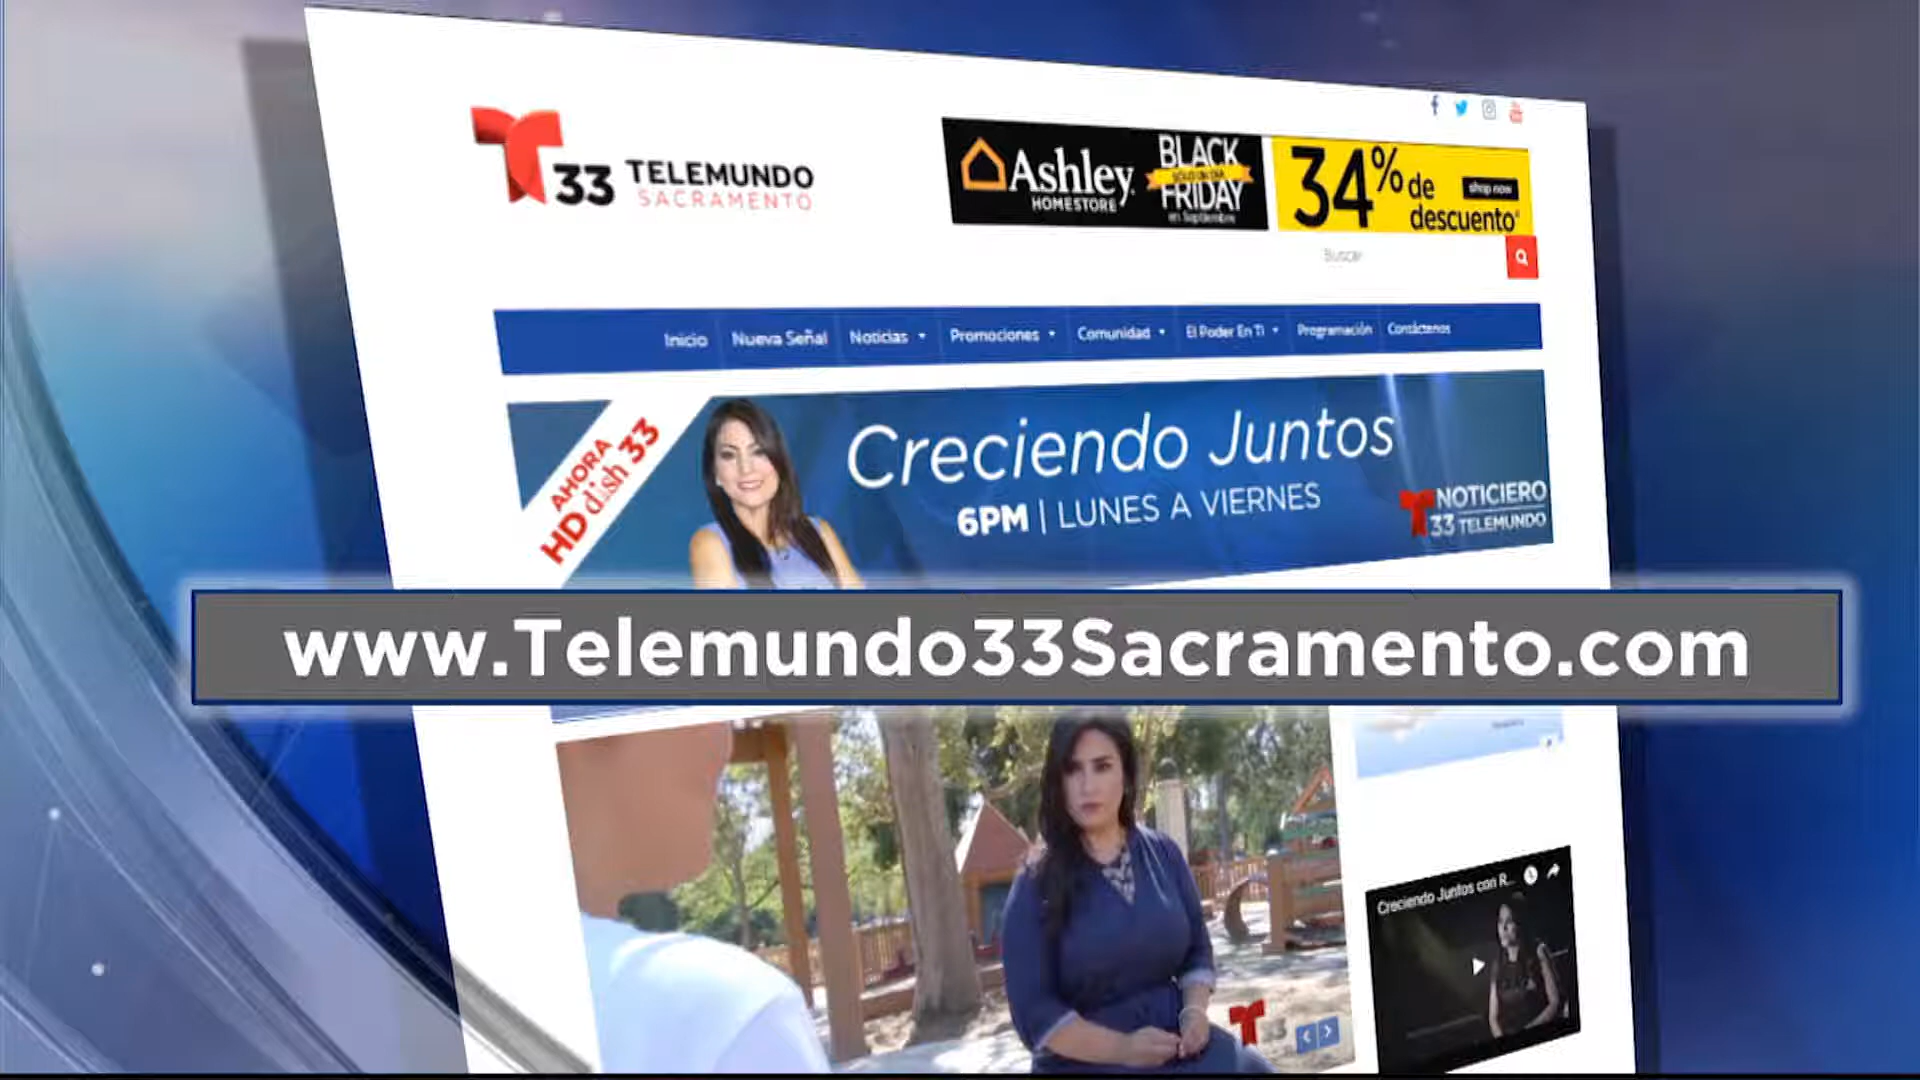 33 TELEMUNDO
SACRAMENTO
Ashley
HOMESTORE
BLACK
FRIDAY
en Septiembre
34% de
descuento*
shop now
Buscar
Inicio Nueva Señal Noticias Promociones Comunidad El Poder En Ti Programación Contáctenos
AHORA
HD dish 33
Creciendo Juntos
6PM | LUNES A VIERNES
NOTICIERO
33 TELEMUNDO
www.Telemundo33Sacramento.com
Creciendo Juntos con R...